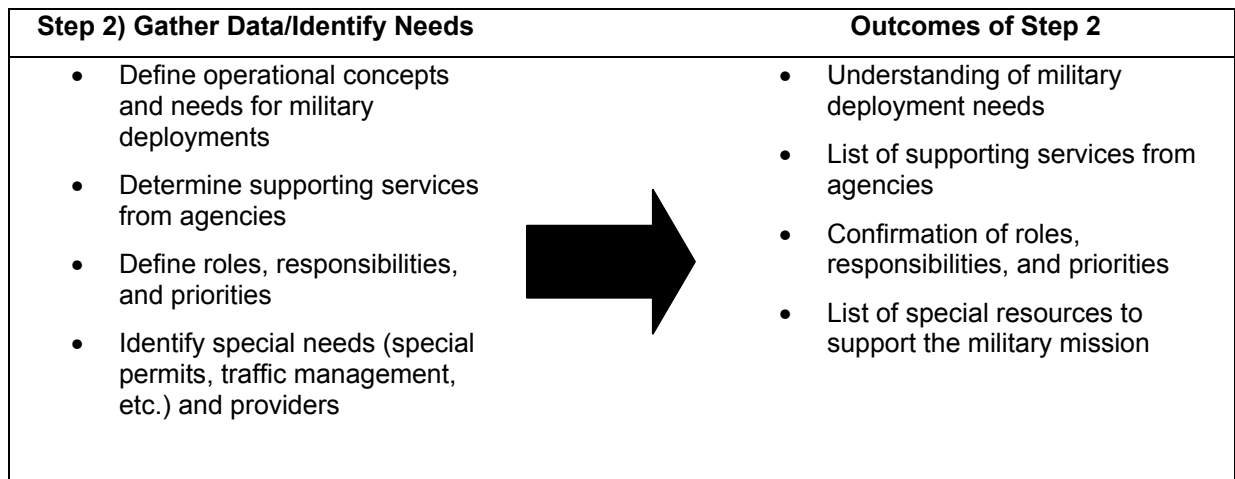 Step 2) Gather Data/Identify Needs
Outcomes of Step 2
• Define operational concepts
and needs for military
deployments
• Determine supporting services
from agencies
• Define roles, responsibilities,
and priorities
• Identify special needs (special
permits, traffic management,
etc.) and providers
• Understanding of military
deployment needs
• List of supporting services from
agencies
• Confirmation of roles,
responsibilities, and priorities
• List of special resources to
support the military mission